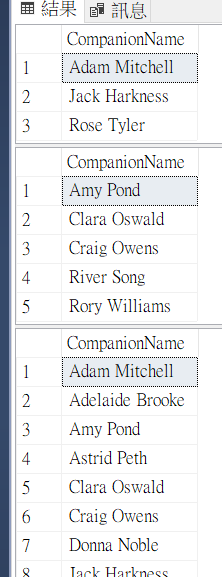 結果 訊息
CompanionName
1 Adam Mitchell
2 Jack Harkness
3 Rose Tyler
CompanionName
1 Amy Pond
2 Clara Oswald
3 Craig Owens
4 River Song
5 Rory Williams
CompanionName
1 Adam Mitchell
2 Adelaide Brooke
3 Amy Pond
4 Astrid Peth
5 Clara Oswald
6 Craig Owens
7 Donna Noble
8 Jack Harkness